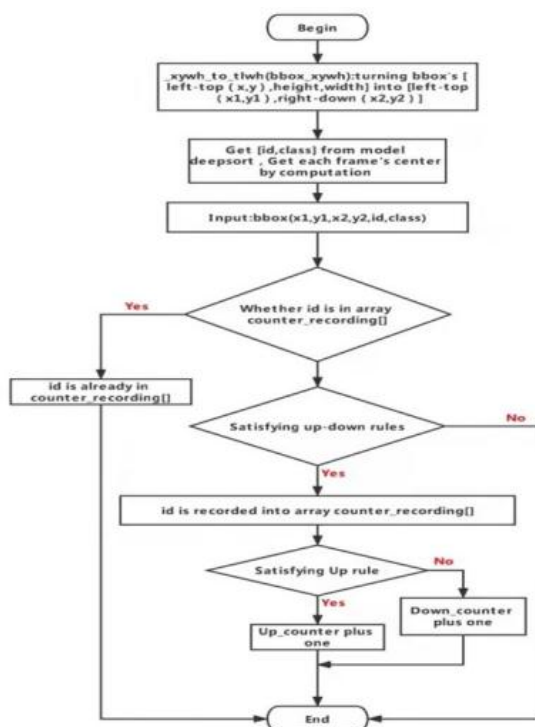 Begin
_xywh_to_tlwh(bbox_xywh):turning bbox's [
left-top ( x,y ) ,height,width] into [left-top
( x1,y1 ) ,right-down ( x2,y2 ) ]
Get [id,class] from model
deepsort , Get each frame's center
by computation
Input:bbox(x1,y1,x2,y2,id,class)
Yes
Whether id is in array
counter_recording[]
id is already in
counter_recording[]
Satisfying up-down rules
No
Yes
id is recorded into array counter_recording[]
Satisfying Up rule
No
Yes
Down_counter
plus one
Up_counter plus
one
End